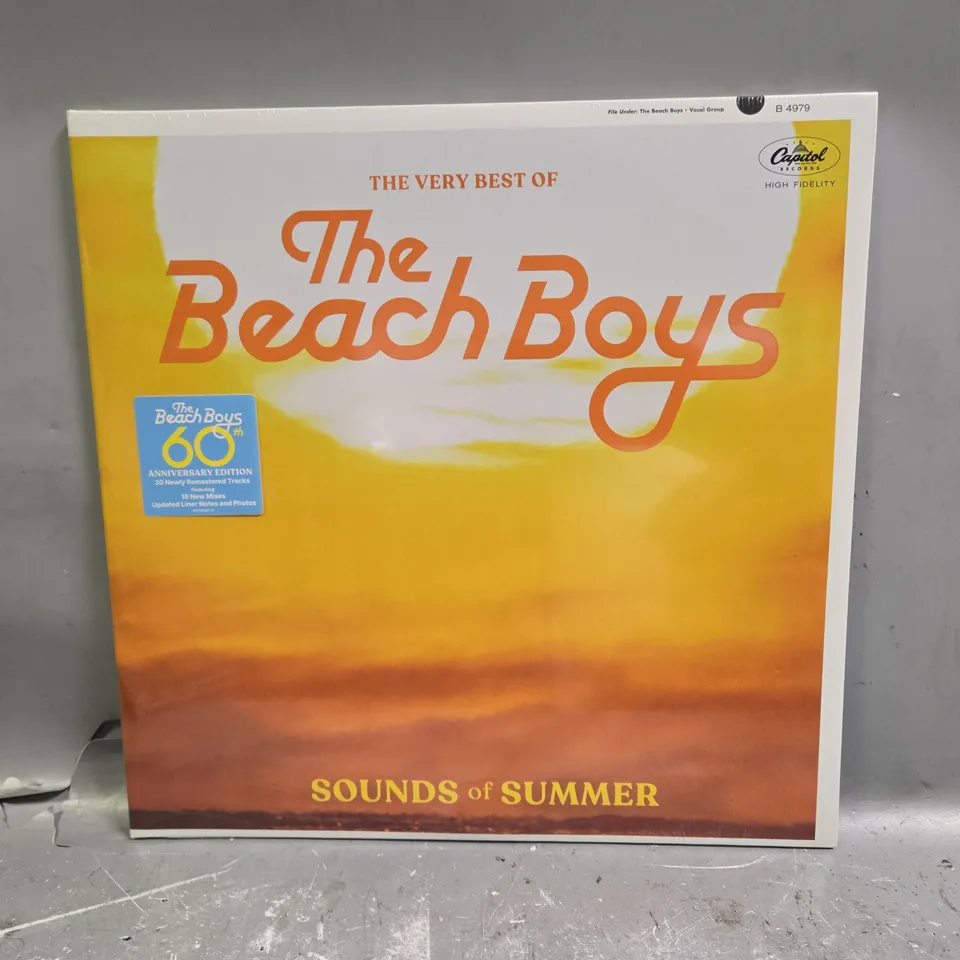 File Under: The Beach Boys • Vocal Group
B 4979
Capitol
RECORDS
HIGH FIDELITY
THE VERY BEST OF
The
Beach Boys
The
Beach Boys
60th
ANNIVERSARY EDITION
30 Newly Remastered Tracks
Featuring
18 New Mixes
Updated Liner Notes and Photos
SOUNDS of SUMMER